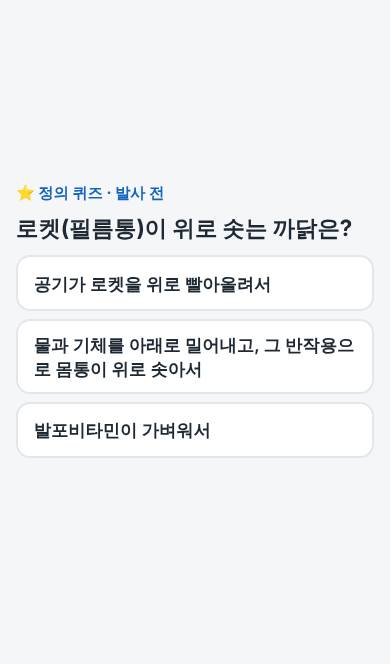 ⭐ 정의 퀴즈 · 발사 전
로켓(필름통)이 위로 솟는 까닭은?
공기가 로켓을 위로 빨아올려서
물과 기체를 아래로 밀어내고, 그 반작용으
로 몸통이 위로 솟아서
발포비타민이 가벼워서